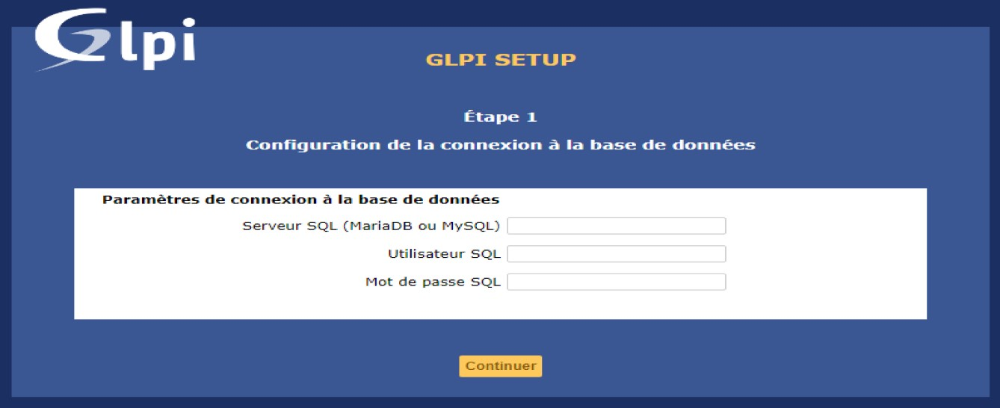 Glpi
GLPI SETUP
Étape 1
Configuration de la connexion à la base de données
Paramètres de connexion à la base de données
Serveur SQL (MariaDB ou MySQL)
Utilisateur SQL
Mot de passe SQL
Continuer